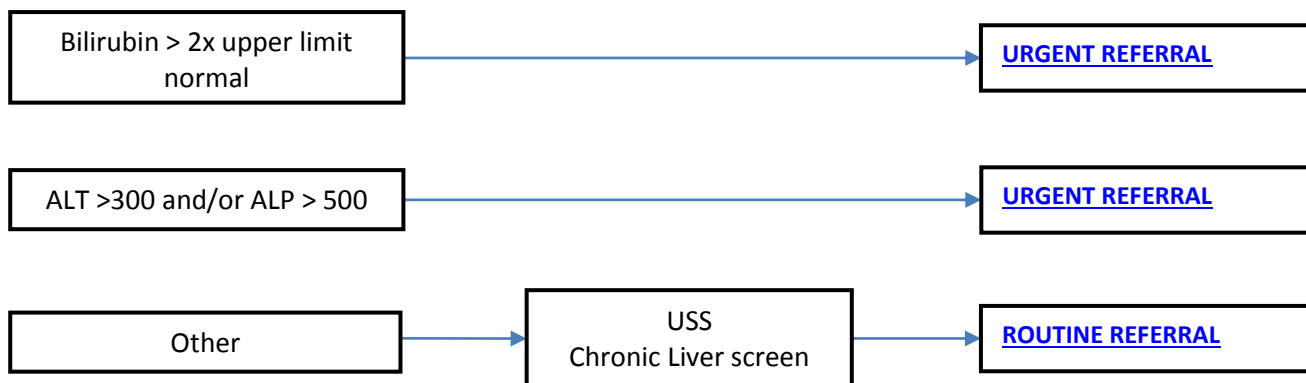 Bilirubin > 2x upper limit
normal
URGENT REFERRAL
ALT >300 and/or ALP > 500
URGENT REFERRAL
Other
USS
Chronic Liver screen
ROUTINE REFERRAL